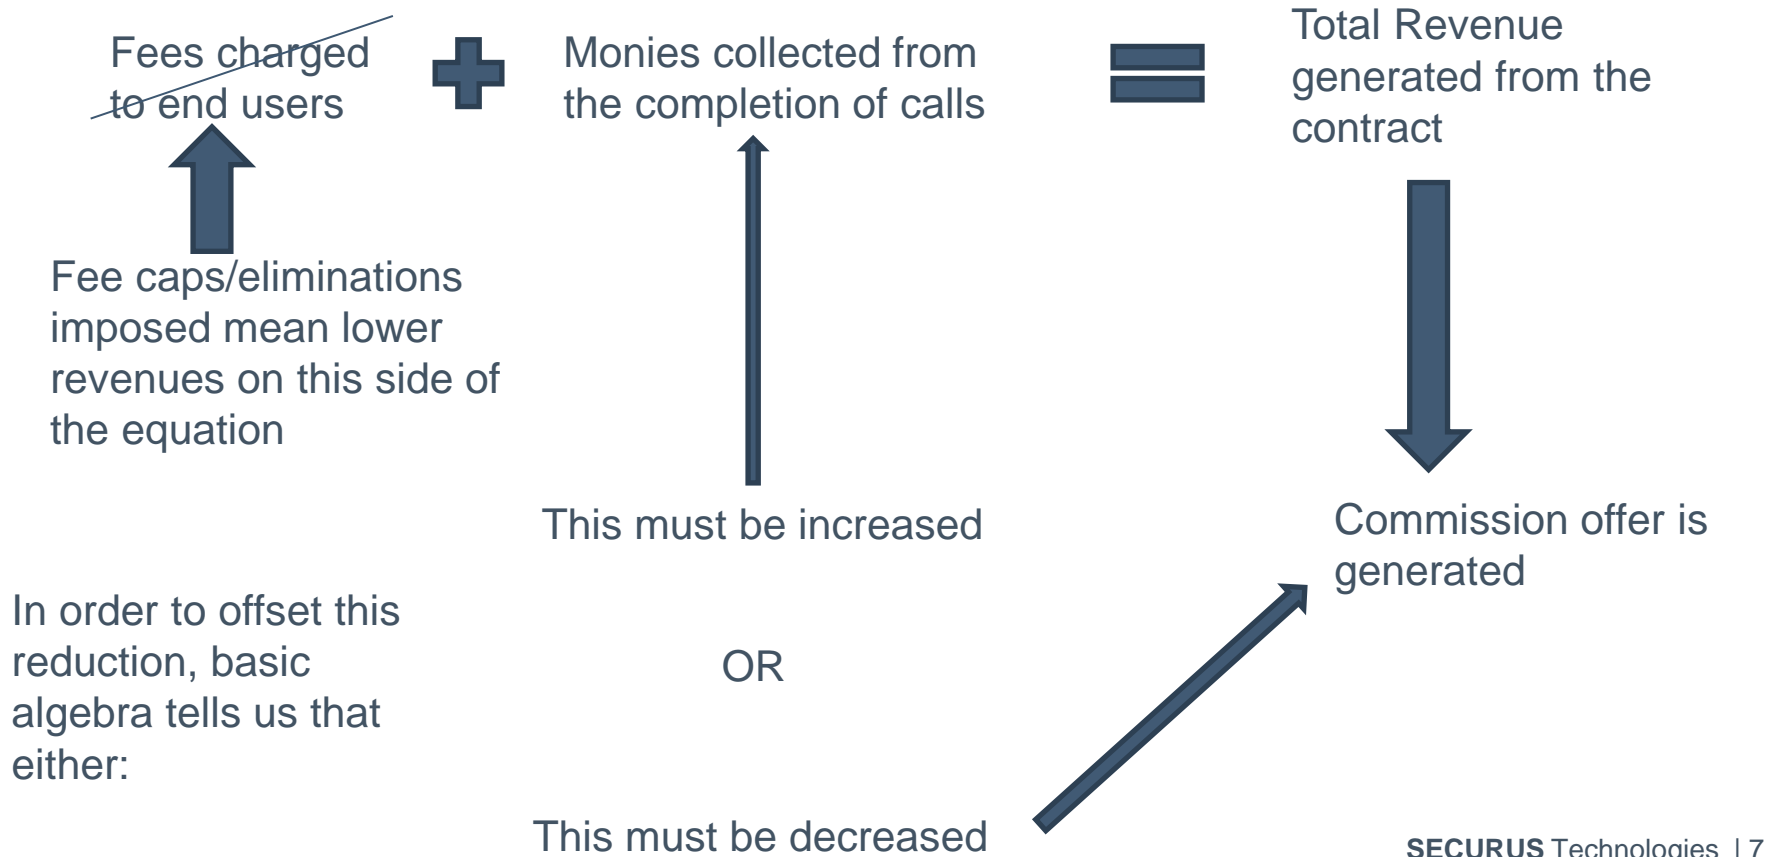 Fees charged
to end users
Monies collected from
the completion of calls
Total Revenue
generated from the
contract
Fee caps/eliminations
imposed mean lower
revenues on this side of
the equation
This must be increased
Commission offer is
generated
In order to offset this
reduction, basic
algebra tells us that
either:
OR
This must be decreased
SECURUS Technologies | 7